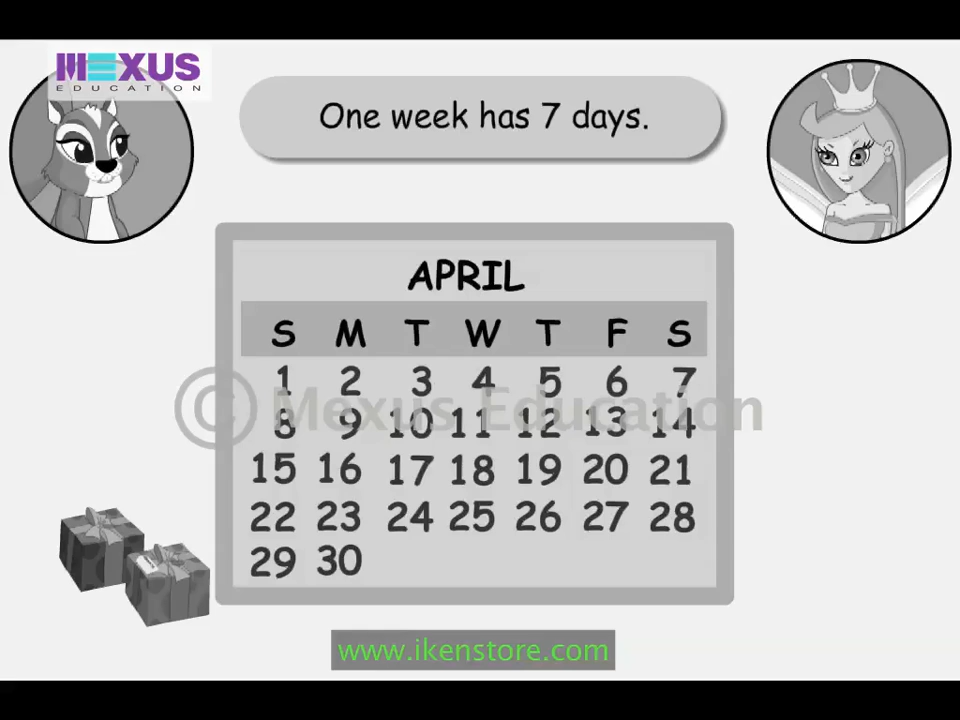 MEXUS
EDUCATION
One week has 7 days.
APRIL
S M T W T F S
1 2 3 4 5 6 7
© Mexus Education
8 9 10 11 12 13 14
15 16 17 18 19 20 21
22 23 24 25 26 27 28
29 30
www.ikenstore.com